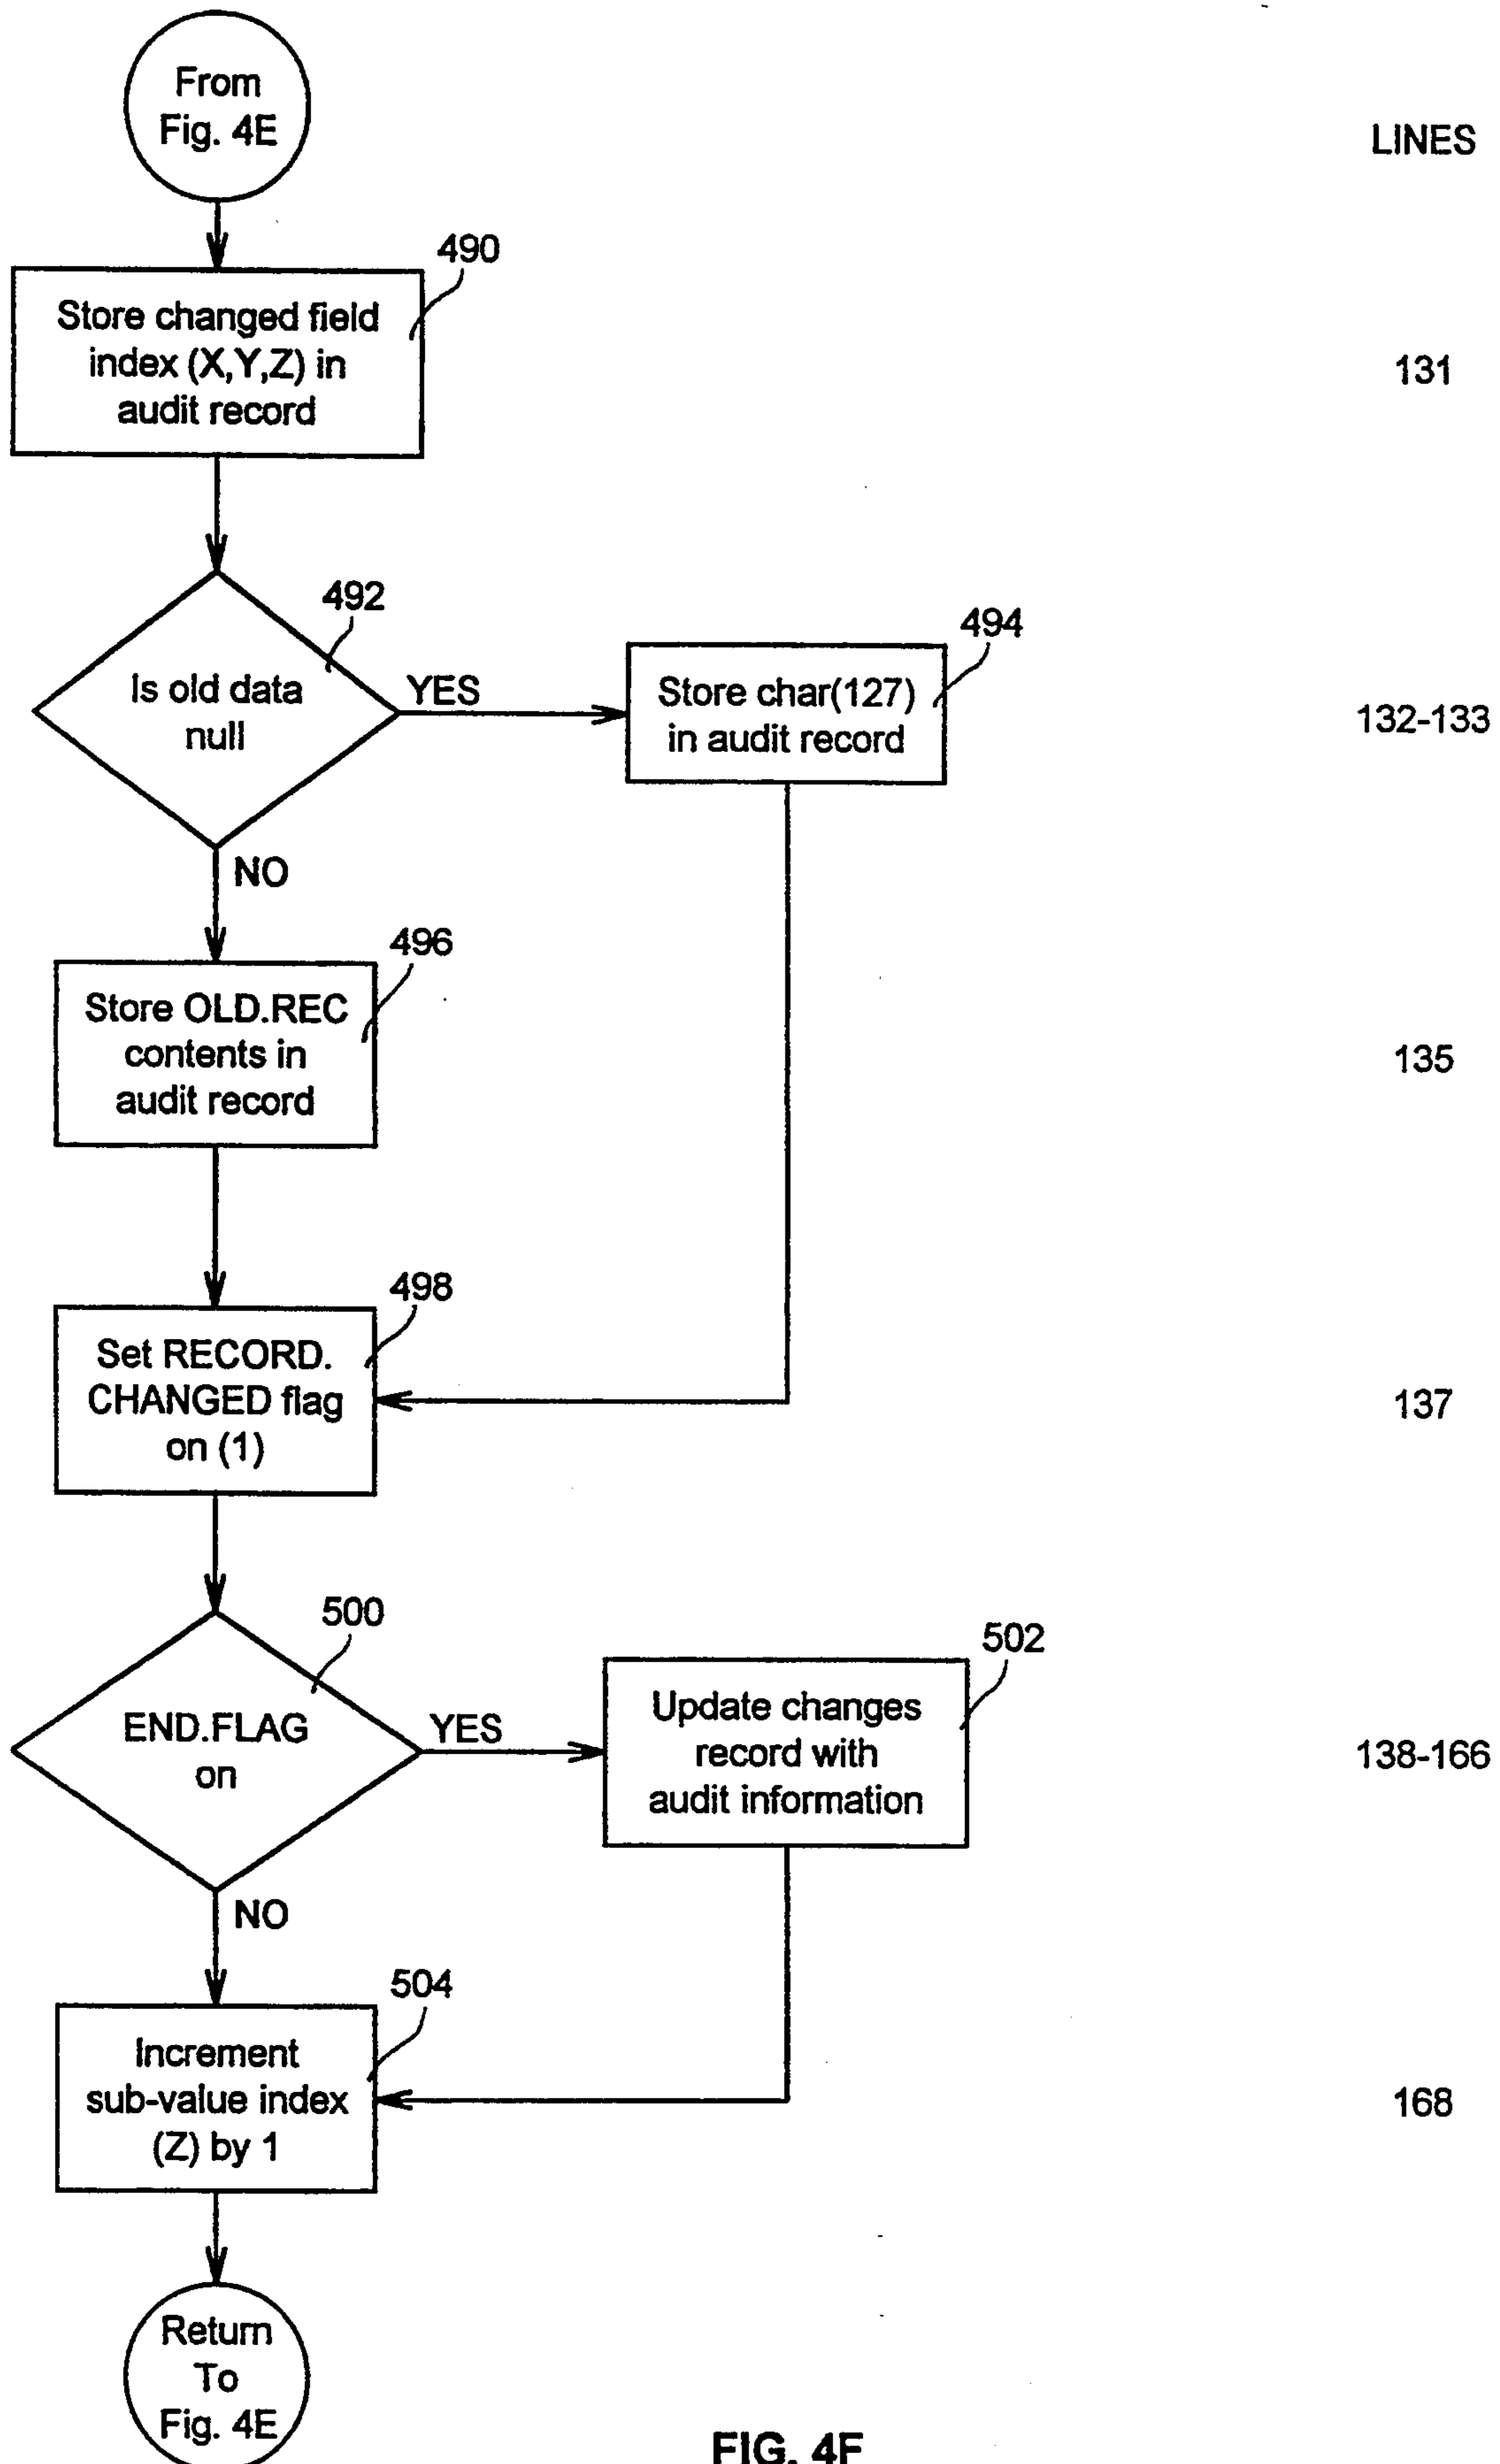 From
Fig. 4E
LINES
490
Store changed field
index (X,Y,Z) in
audit record
131
492
Is old data
null
YES
494
Store char(127)
in audit record
132-133
NO
496
Store OLD.REC
contents in
audit record
135
498
Set RECORD.
CHANGED flag
on (1)
137
500
END.FLAG
on
YES
502
Update changes
record with
audit information
138-166
NO
504
Increment
sub-value index
(Z) by 1
168
Return
To
Fig. 4E
FIG. 4F